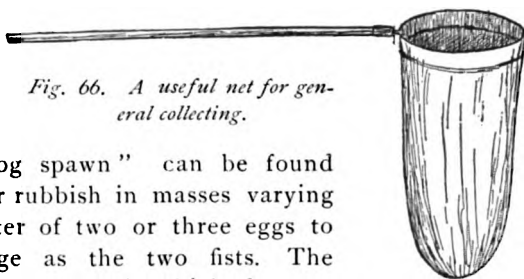 Fig. 66. A useful net for gen-
eral collecting.
og spawn" can be found
r rubbish in masses varying
er of two or three eggs to
ge as the two fists. The